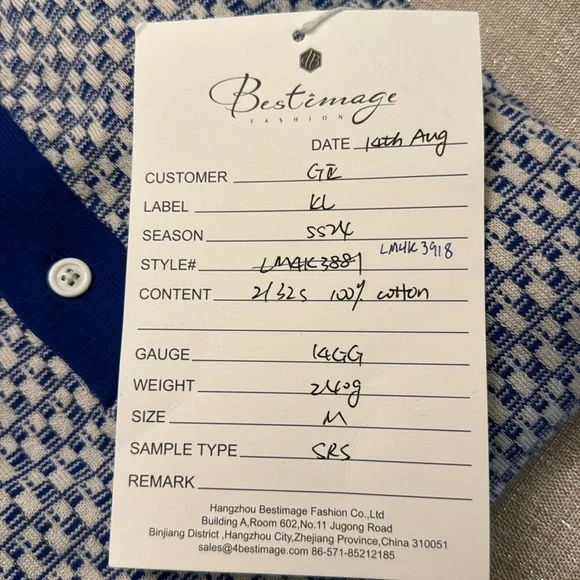 Bestimage
FASHION
DATE 14th Aug
CUSTOMER GIII
LABEL KL
SEASON SS24
STYLE# LM4K3881 LM4K3918
CONTENT 2/32s 100% cotton
GAUGE 14GG
WEIGHT 240g
SIZE M
SAMPLE TYPE SRS
REMARK
Hangzhou Bestimage Fashion Co.,Ltd
Building A,Room 602,No.11 Jugong Road
Binjiang District ,Hangzhou City,Zhejiang Province,China 310051
sales@4bestimage.com 86-571-85212185